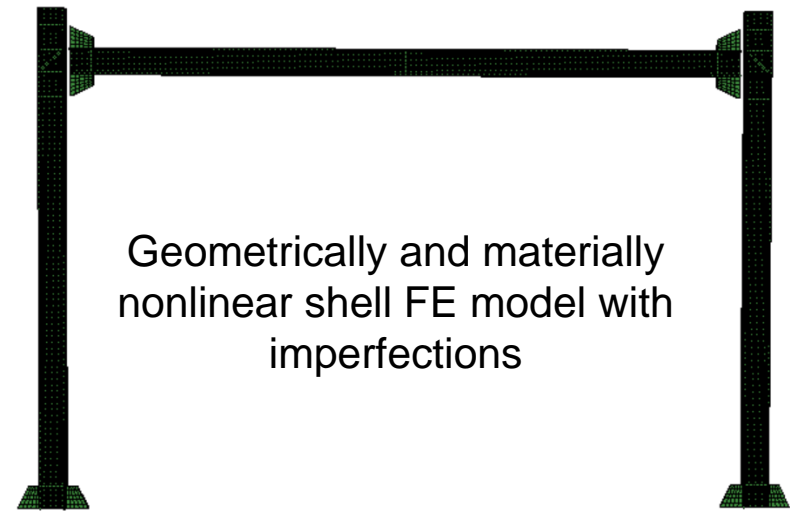 Geometrically and materially
nonlinear shell FE model with
imperfections